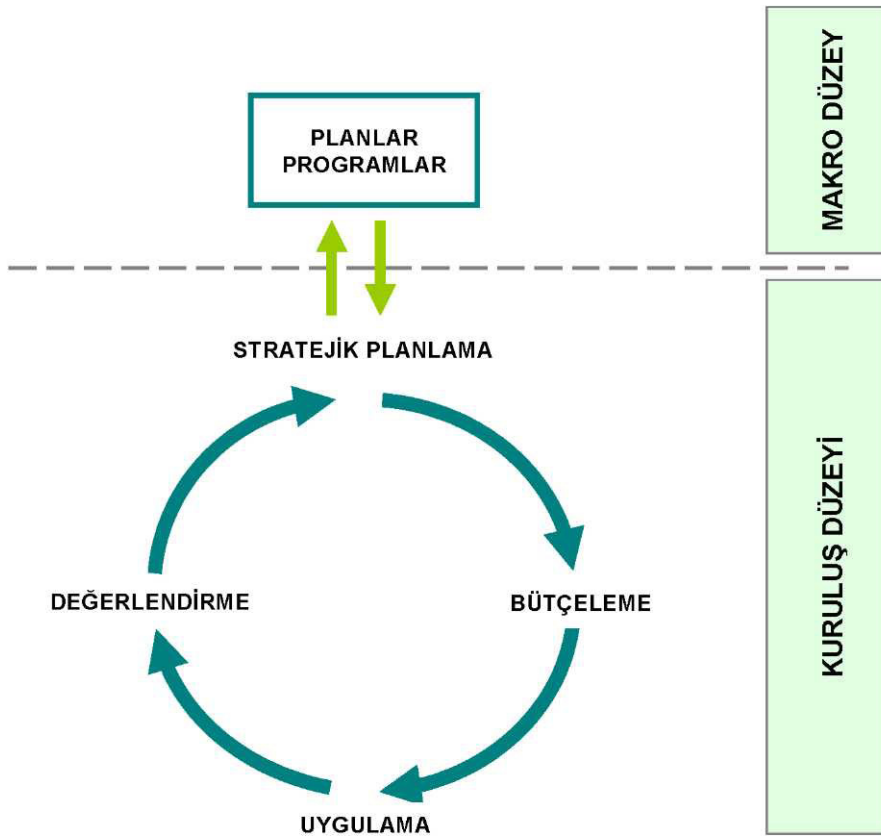 PLANLAR
PROGRAMLAR
MAKRO DÜZEY
STRATEJİK PLANLAMA
DEĞERLENDİRME
BÜTÇELEME
UYGULAMA
KURULUŞ DÜZEYİ